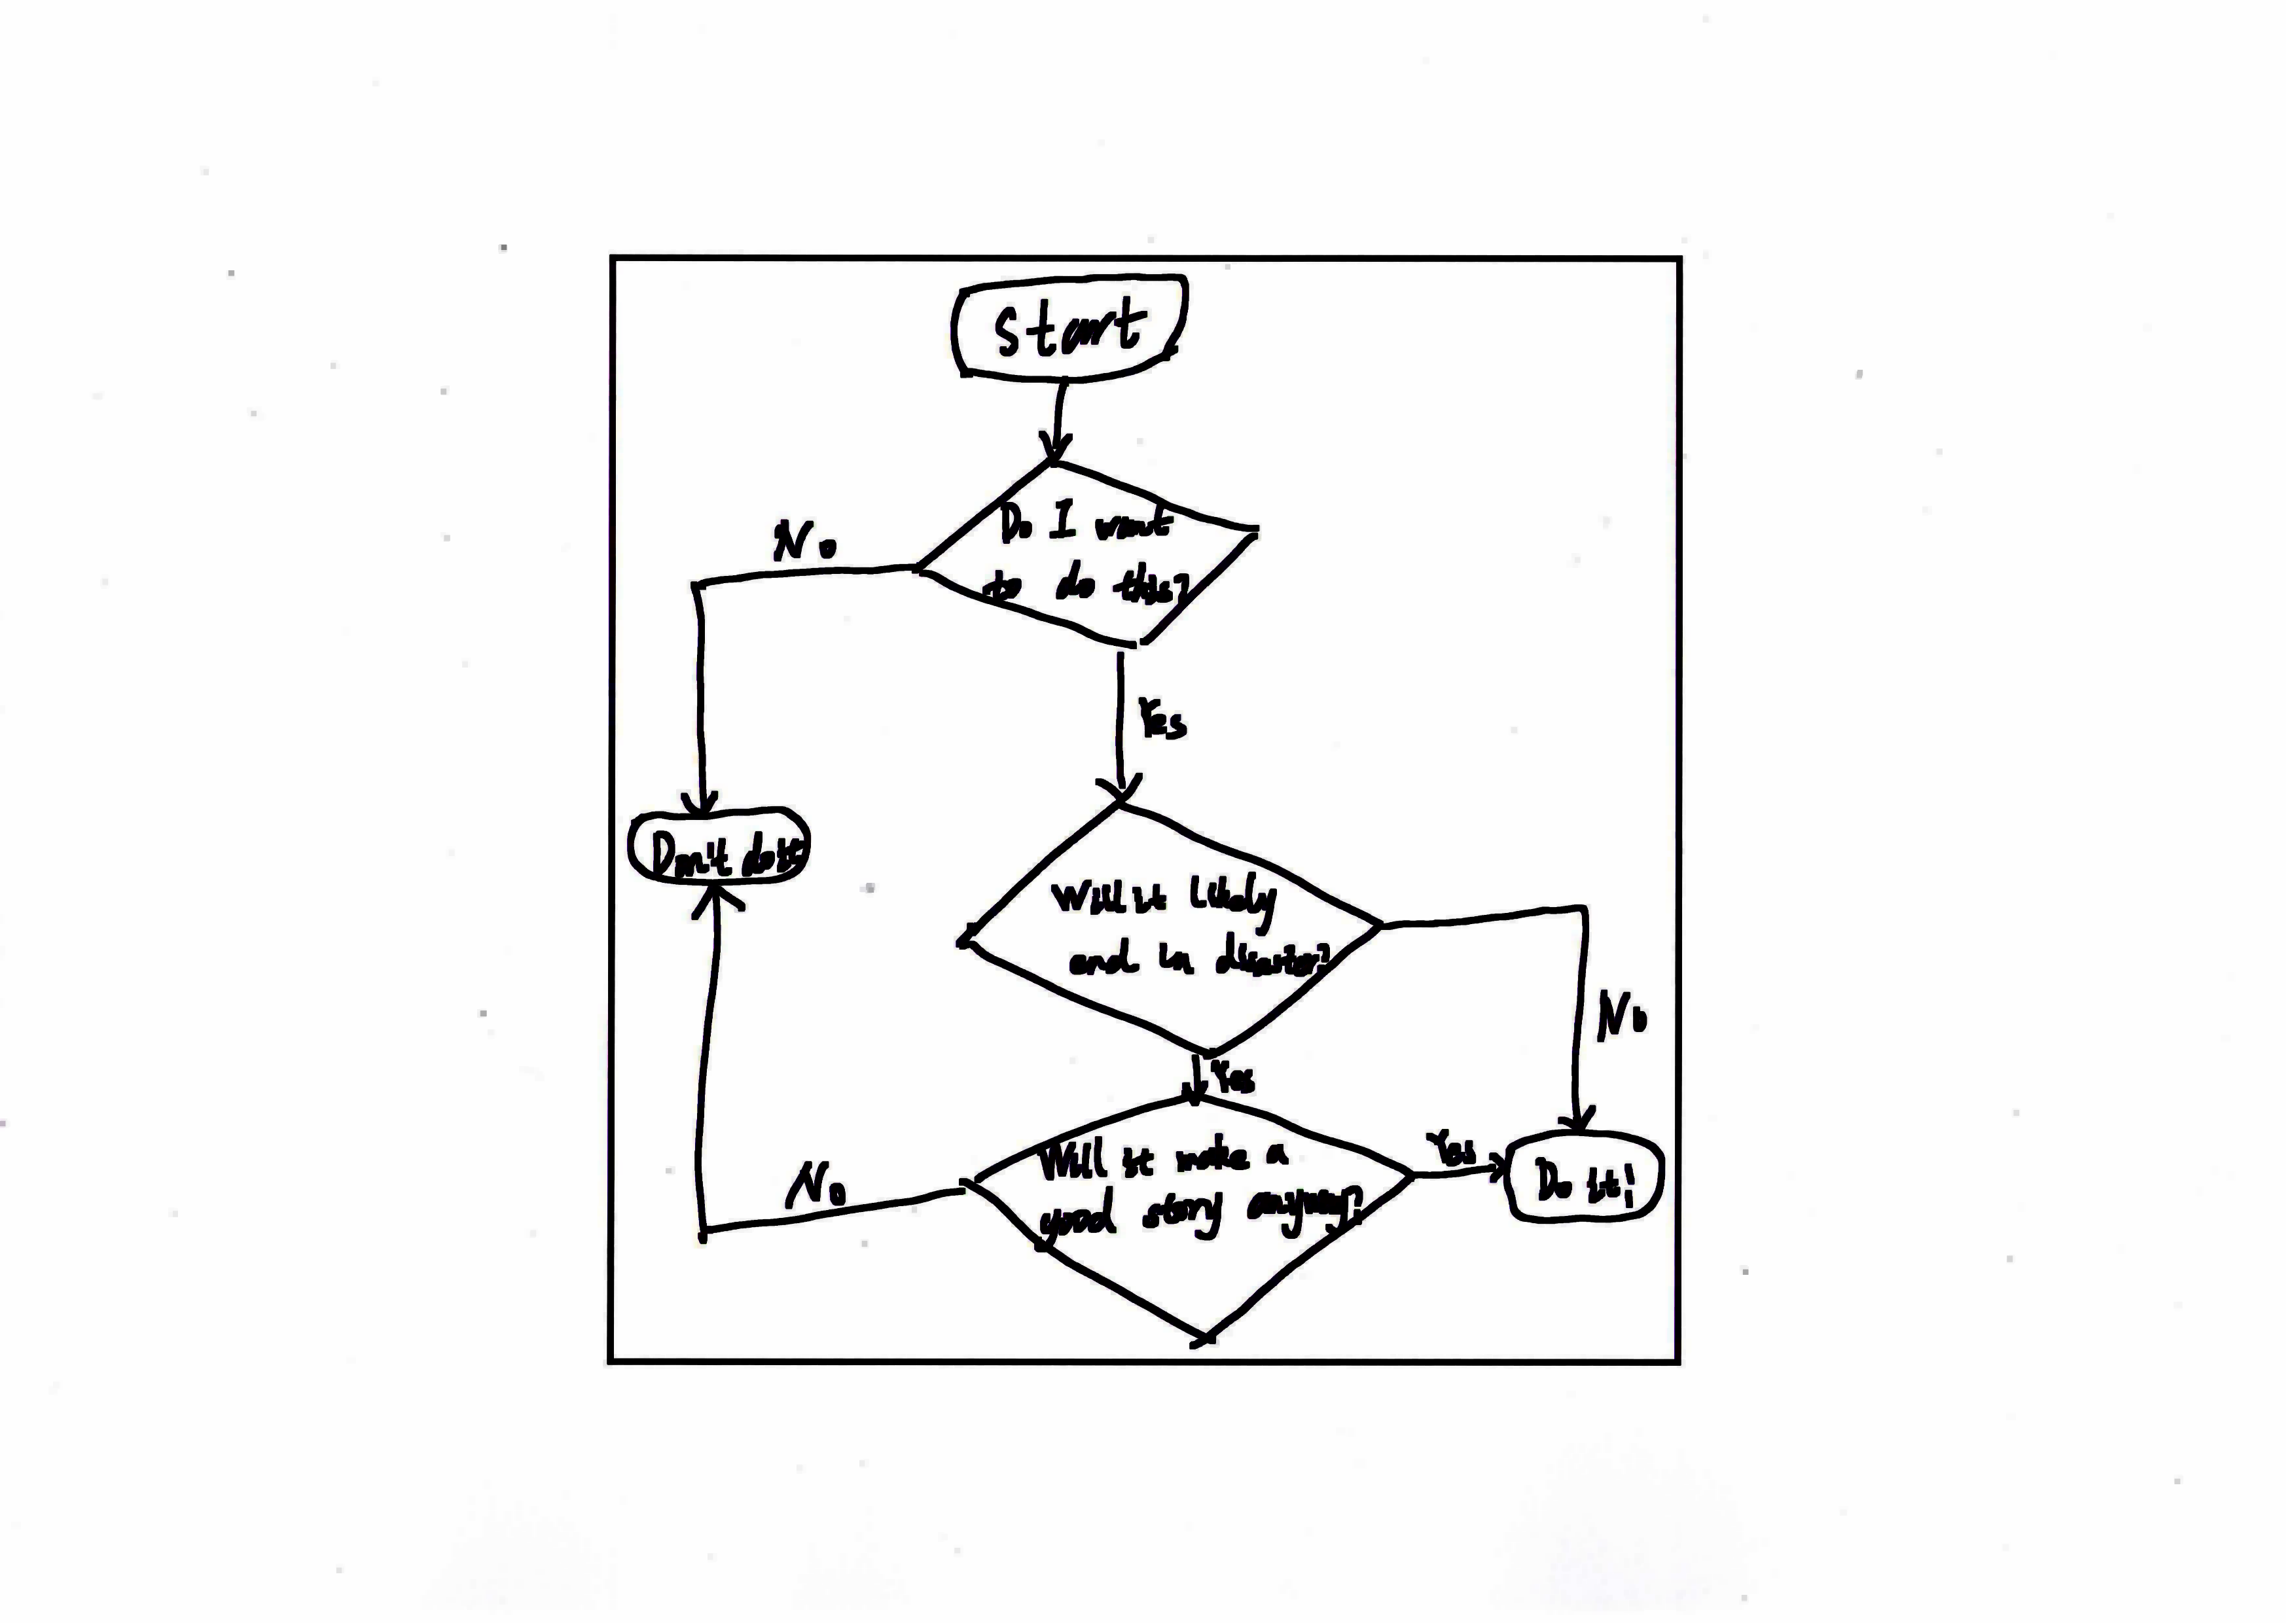 start
Do I want
to do this?
No
Yes
Don't do it
Will it likely
end in disaster?
No
Yes
Will it make a
good story anyway?
No
Yes
Do it!